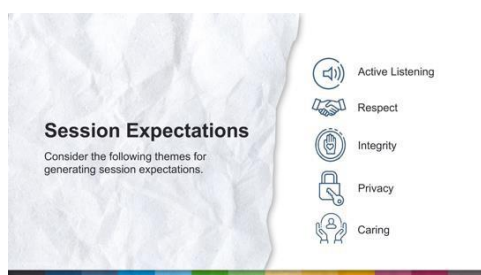 Session Expectations
Consider the following themes for
generating session expectations.
Active Listening
Respect
Integrity
Privacy
Caring